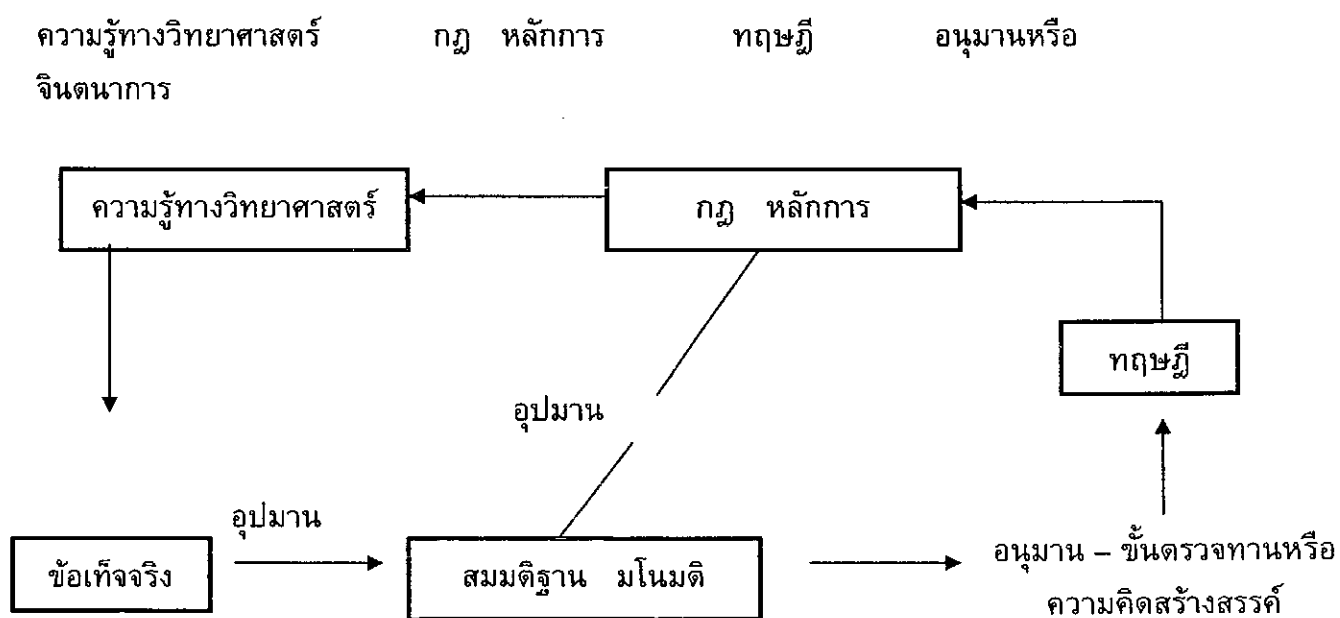 ความรู้ทางวิทยาศาสตร์ กฎ หลักการ ทฤษฎี อนุมานหรือ
จินตนาการ
ความรู้ทางวิทยาศาสตร์
กฎ หลักการ
ทฤษฎี
อุปมาน
อุปมาน
ข้อเท็จจริง
สมมติฐาน มโนมติ
อนุมาน – ขั้นตรวจทานหรือ
ความคิดสร้างสรรค์